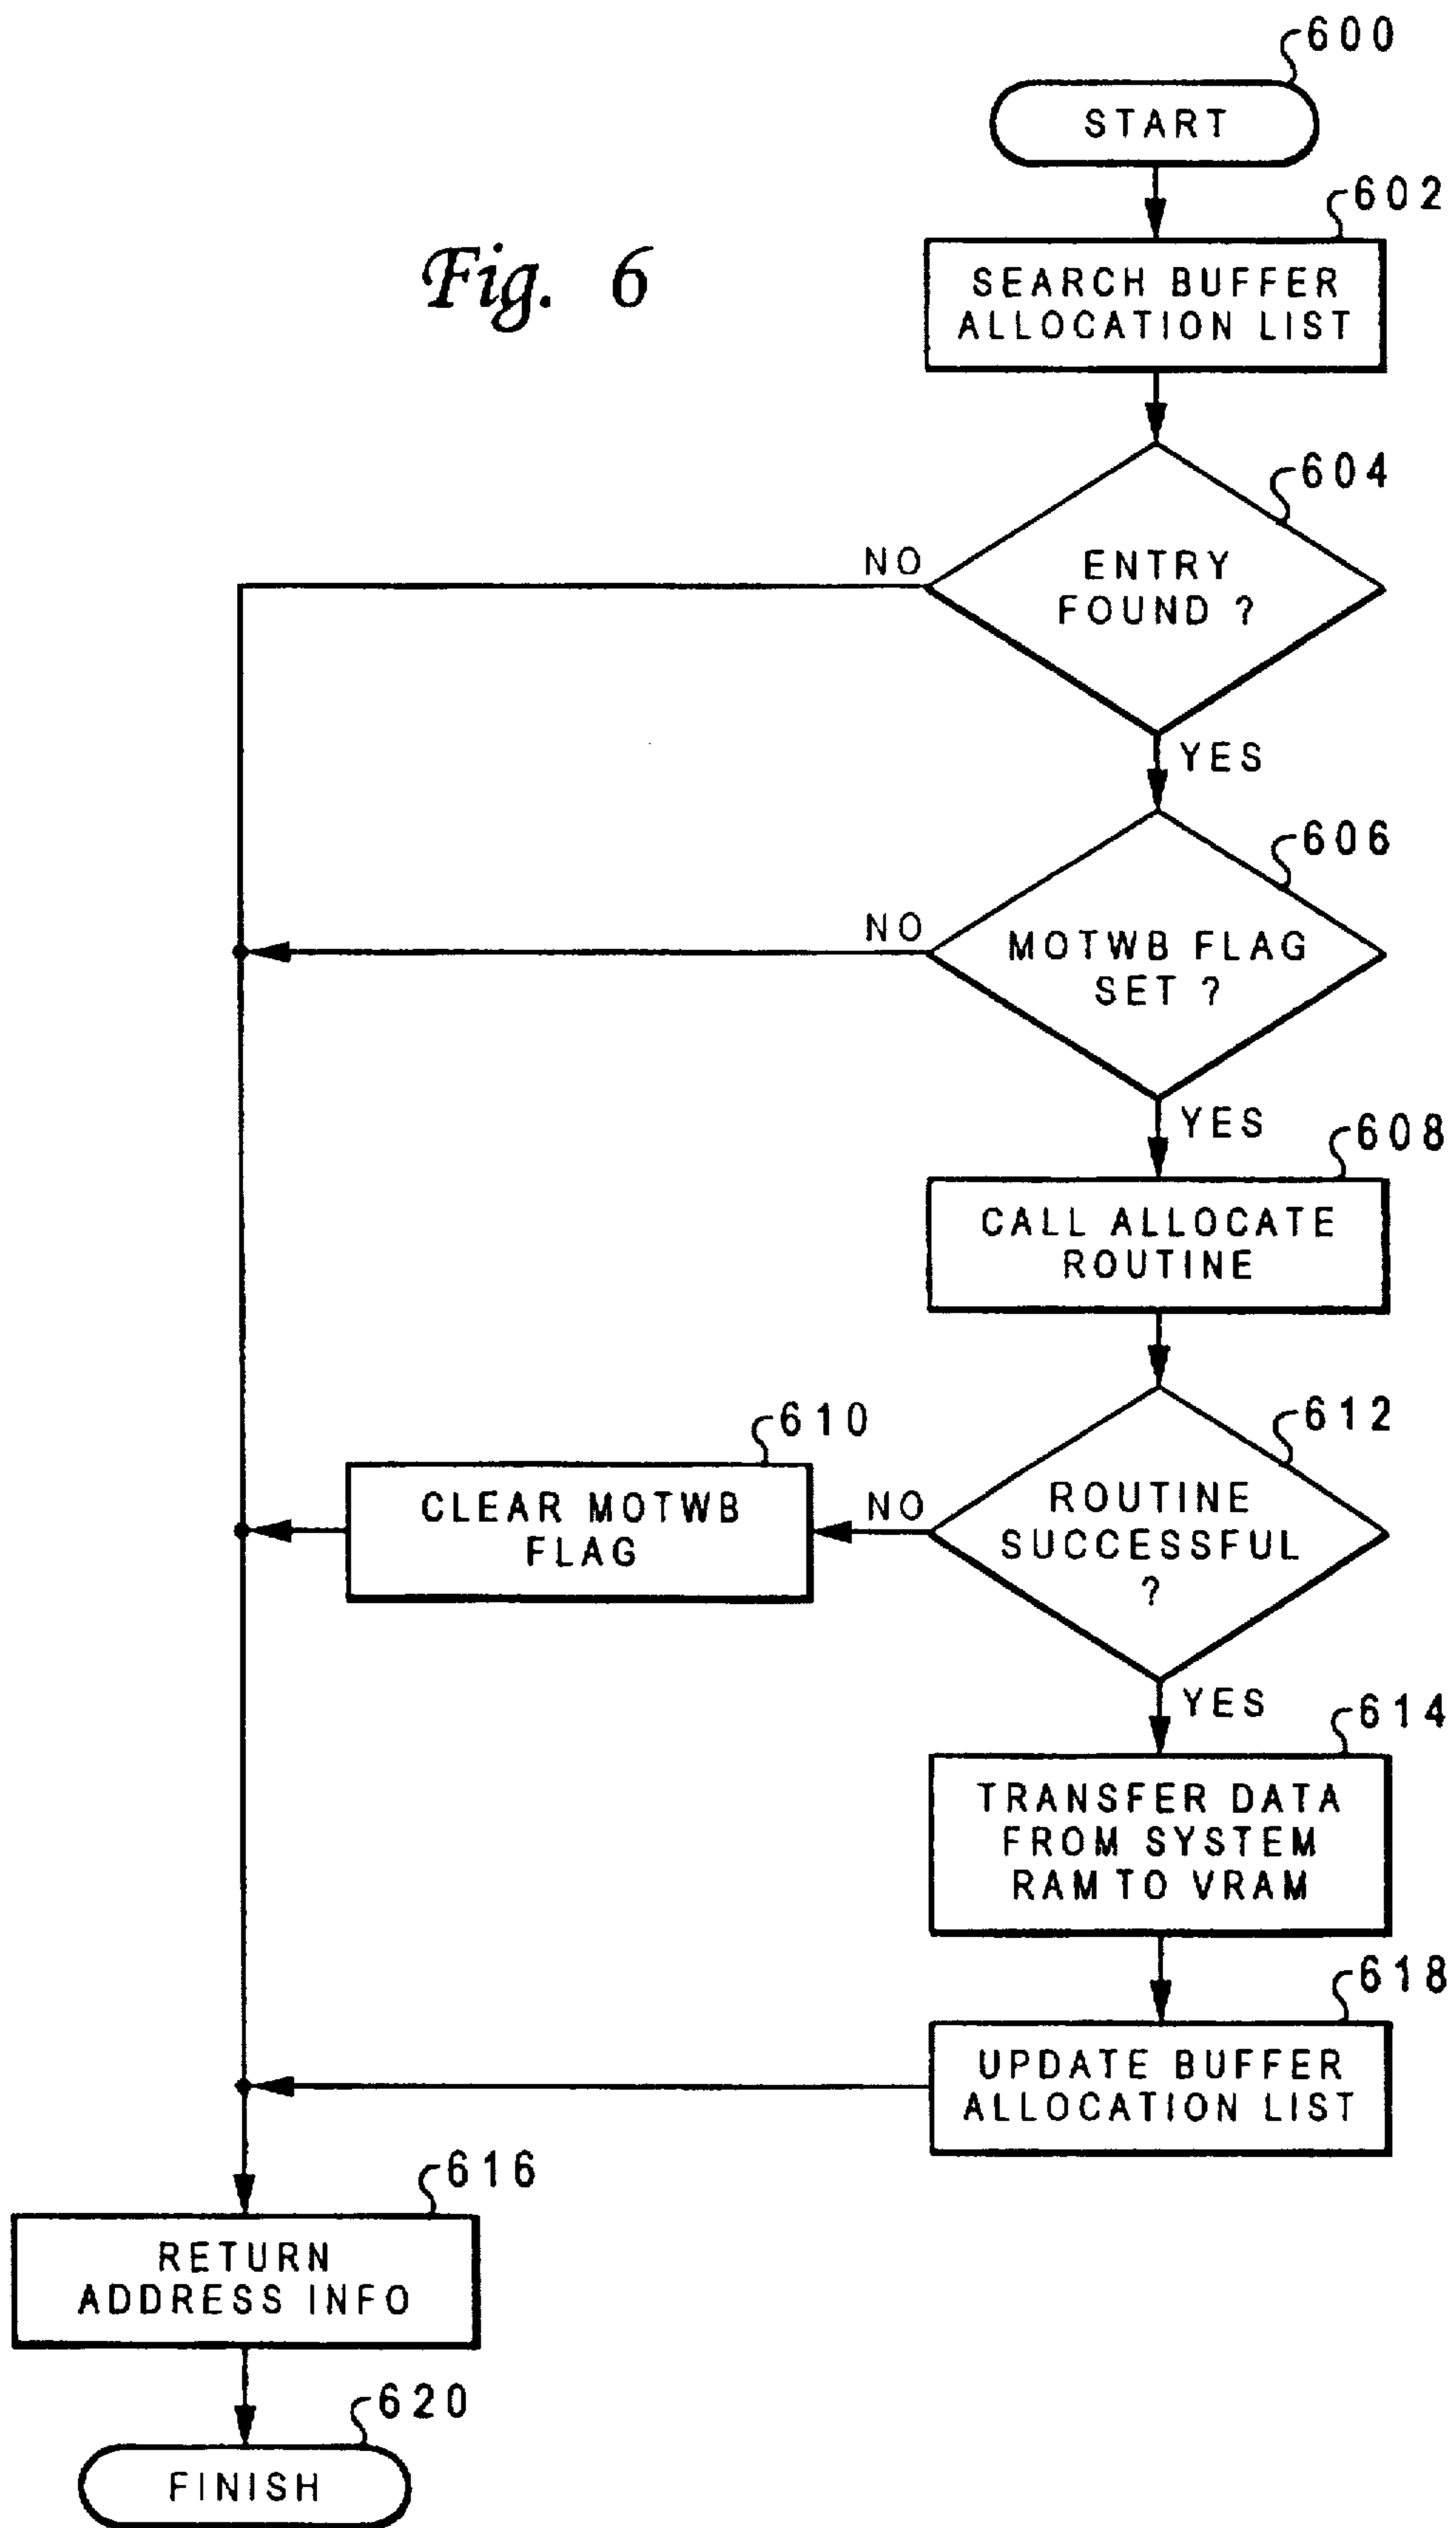 600
START
602
Fig. 6
SEARCH BUFFER
ALLOCATION LIST
604
NO
ENTRY
FOUND ?
YES
606
NO
MOTWB FLAG
SET ?
YES
608
CALL ALLOCATE
ROUTINE
610
612
CLEAR MOTWB
FLAG
NO
ROUTINE
SUCCESSFUL
?
YES
614
TRANSFER DATA
FROM SYSTEM
RAM TO VRAM
618
UPDATE BUFFER
ALLOCATION LIST
616
RETURN
ADDRESS INFO
620
FINISH